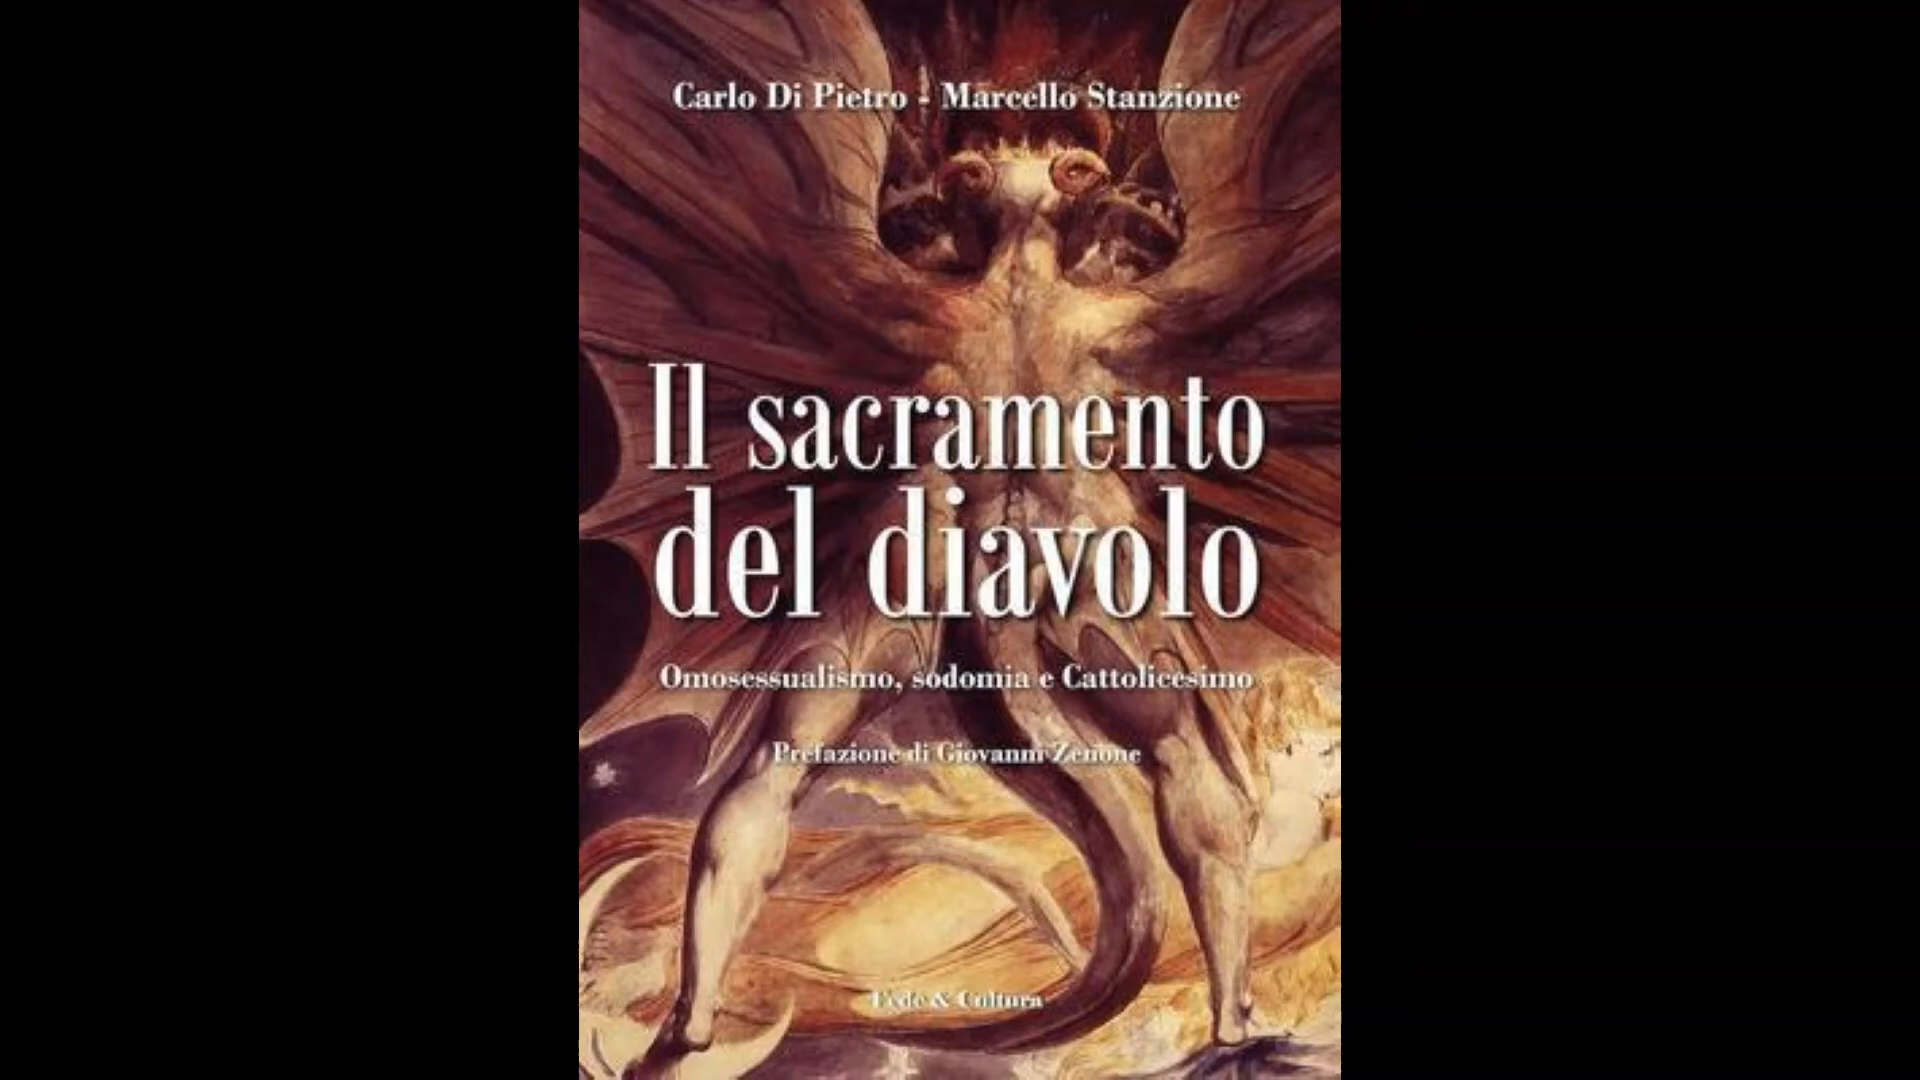 Carlo Di Pietro - Marcello Stanzione
Il sacramento
del diavolo
Omosessualismo, sodomia e Cattolicesimo
Prefazione di Giovanni Zenone
Fede & Cultura